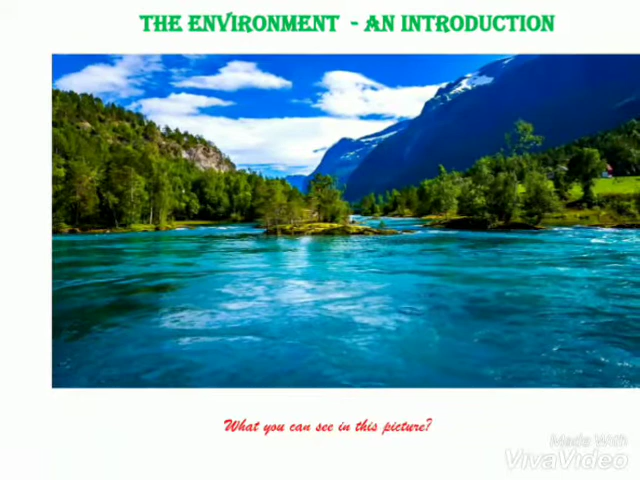 THE ENVIRONMENT - AN INTRODUCTION
What you can see in this picture?
Made With
VivaVideo